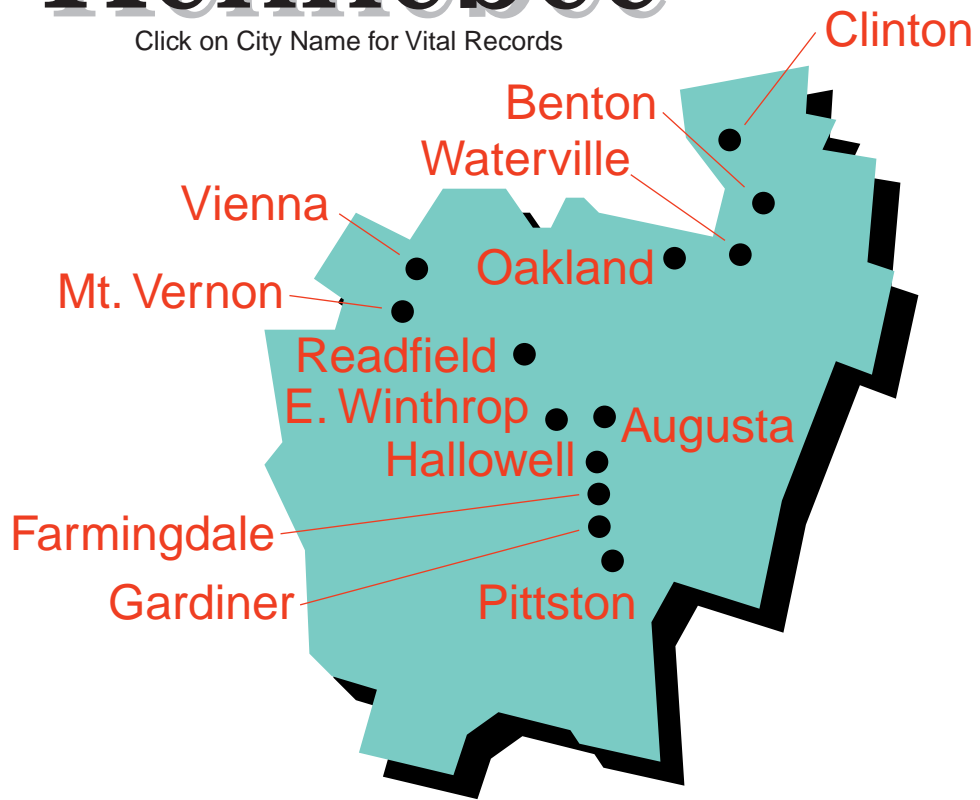 Kennebec
Click on City Name for Vital Records
Clinton
Benton
Waterville
Vienna
Oakland
Mt. Vernon
Readfield
E. Winthrop
Augusta
Hallowell
Farmingdale
Gardiner
Pittston